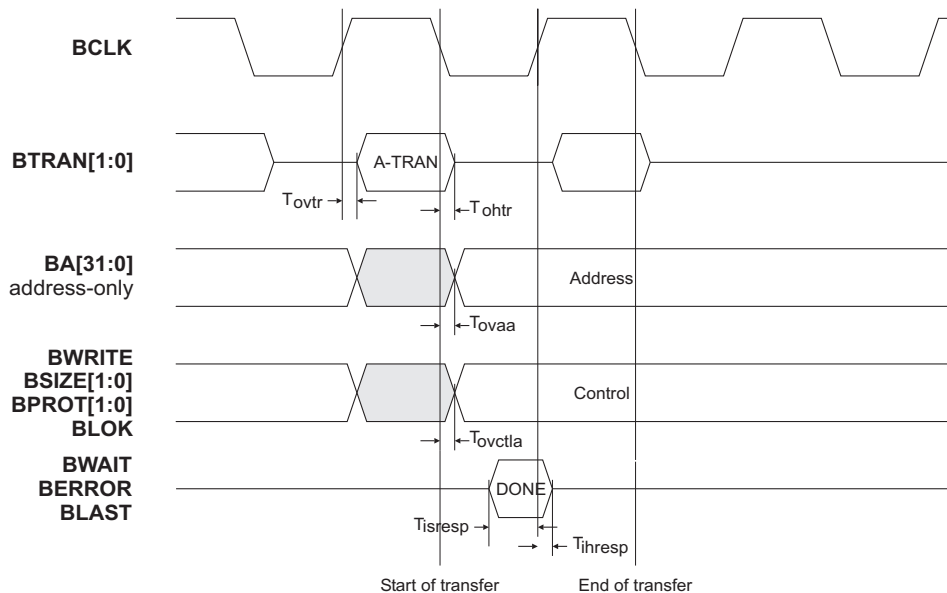 BCLK
BTRAN[1:0]
A-TRAN
Tovtr
Tohtr
BA[31:0]
address-only
Address
Tovaa
BWRITE
BSIZE[1:0]
BPROT[1:0]
BLOK
Control
Tovctla
BWAIT
BERROR
BLAST
DONE
Tisresp
Tihresp
Start of transfer
End of transfer